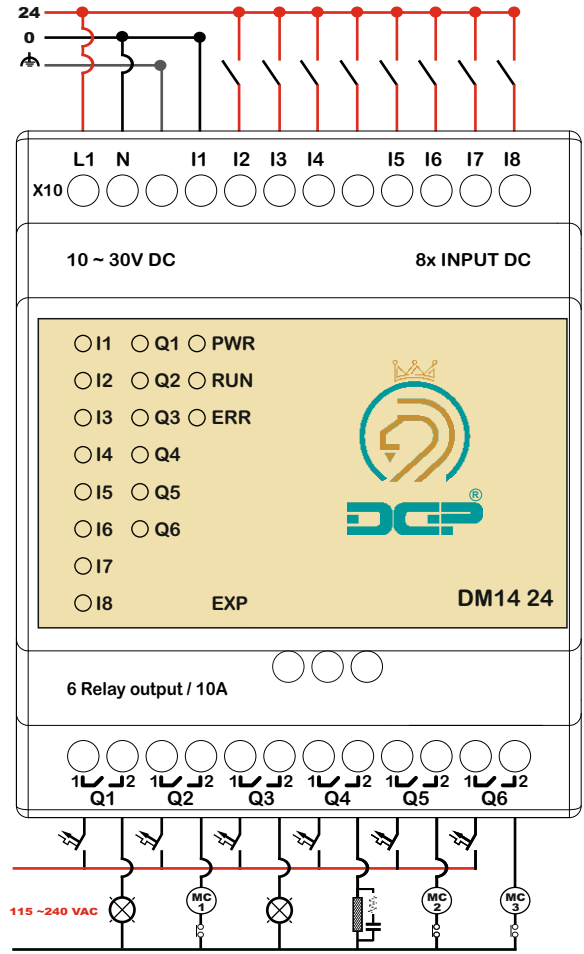 24
0
L1 N I1 I2 I3 I4 I5 I6 I7 I8
X10
10 ~ 30V DC 8x INPUT DC
I1 Q1 PWR
I2 Q2 RUN
I3 Q3 ERR
I4 Q4
I5 Q5
I6 Q6
I7
I8 EXP
DCP®
DM14 24
6 Relay output / 10A
1 2 1 2 1 2 1 2 1 2 1 2
Q1 Q2 Q3 Q4 Q5 Q6
115 ~240 VAC
MC 1
MC 2
MC 3